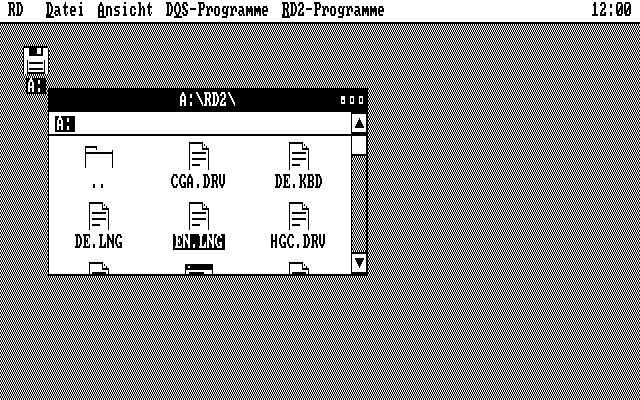 RD Datei Ansicht DOS-Programme RD2-Programme 12:00
A:
A:\RD2\
A:
.. CGA.DRV DE.KBD
DE.LNG EN.LNG HGC.DRV